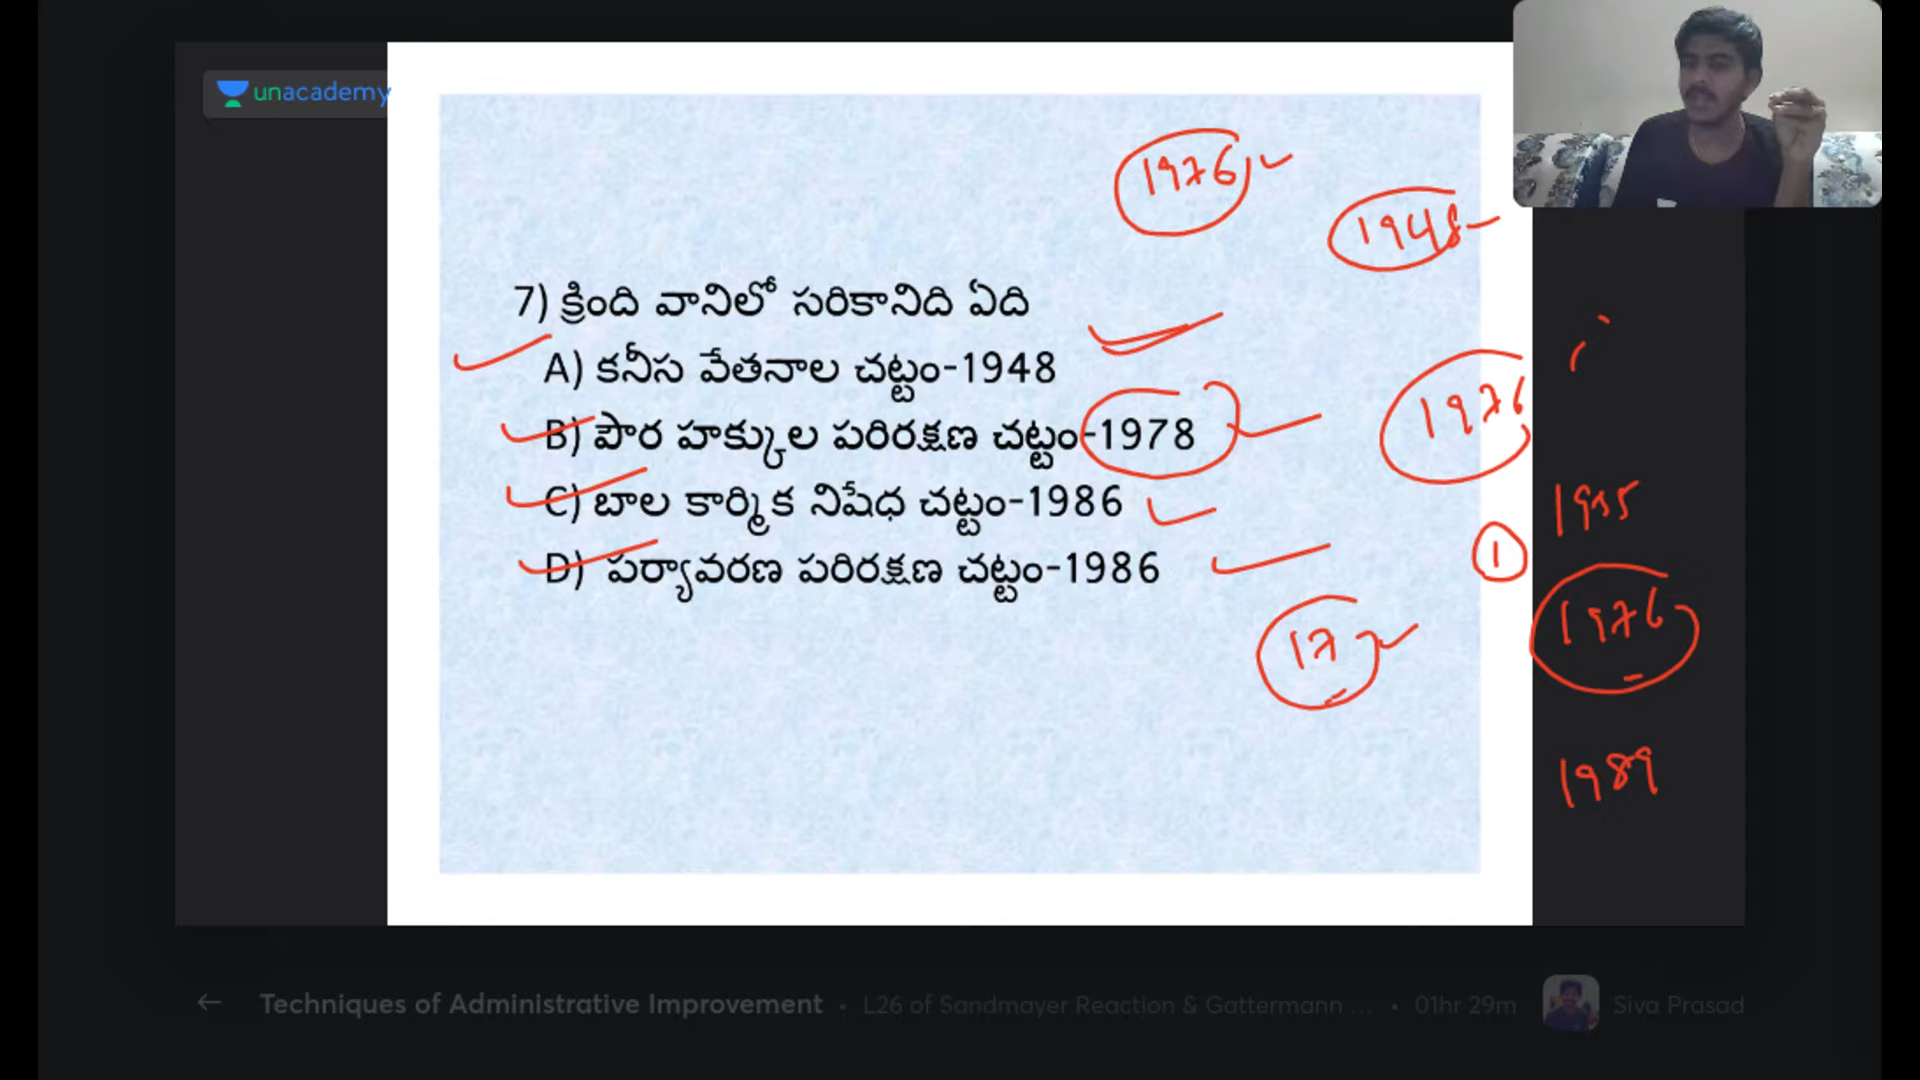 unacademy
1976
1948
7) క్రింది వానిలో సరికానిది ఏది
A) కనీస వేతనాల చట్టం-1948
B) పౌర హక్కుల పరిరక్షణ చట్టం-1978
1976
C) బాల కార్మిక నిషేధ చట్టం-1986
1955
D) పర్యావరణ పరిరక్షణ చట్టం-1986
1
1976
17
1989
Techniques of Administrative Improvement • L26 of Sandmayer Reaction & Gattermann ... • 01hr 29m Siva Prasad